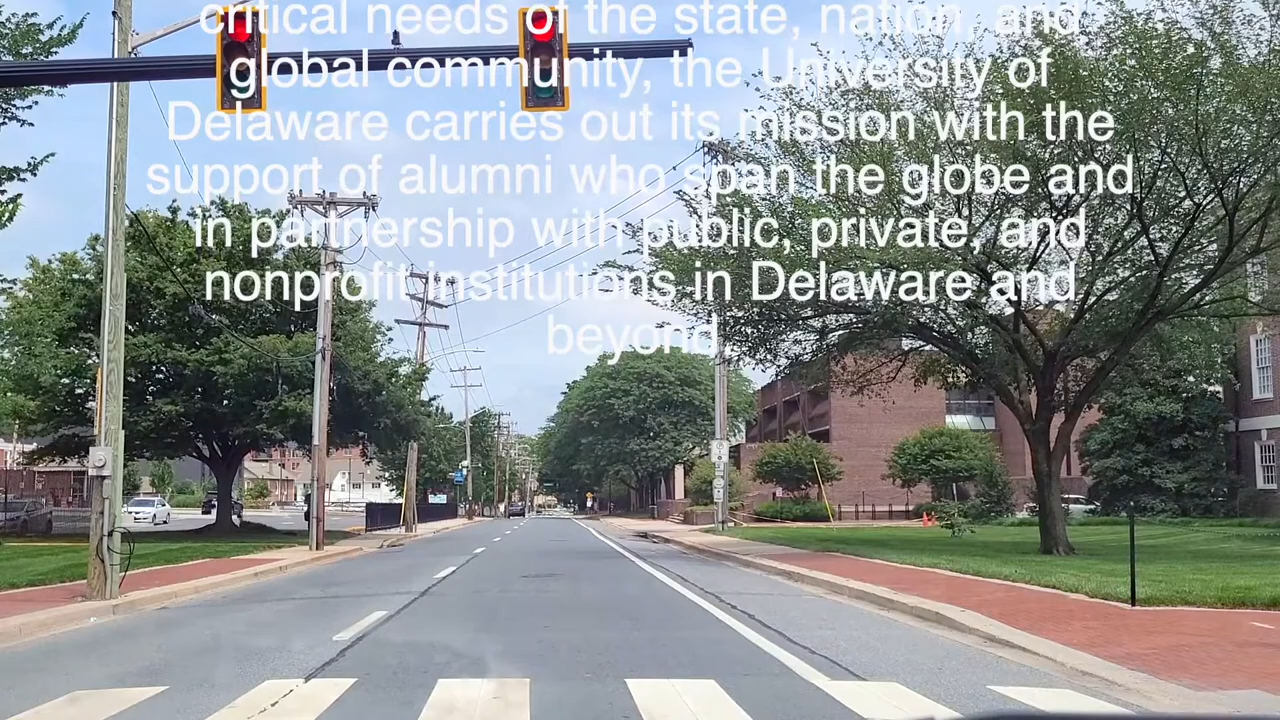 critical needs of the state, nation, and
global community, the University of
Delaware carries out its mission with the
support of alumni who span the globe and
in partnership with public, private, and
nonprofit institutions in Delaware and
beyond